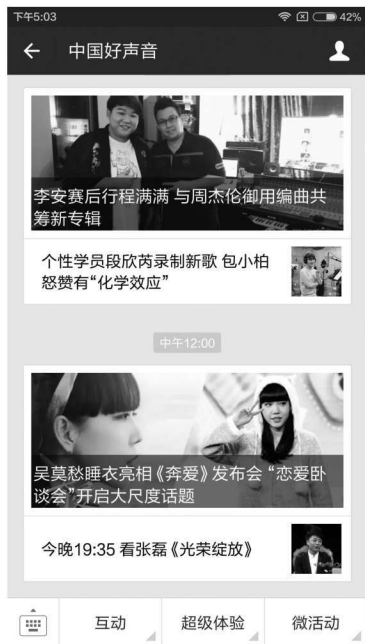 下午5:03
42%
中国好声音
李安赛后行程满满 与周杰伦御用编曲共
筹新专辑
个性学员段欣芮录制新歌 包小柏
怒赞有“化学效应”
中午12:00
吴莫愁睡衣亮相《奔爱》发布会 “恋爱卧
谈会”开启大尺度话题
今晚19:35 看张磊《光荣绽放》
互动
超级体验
微活动